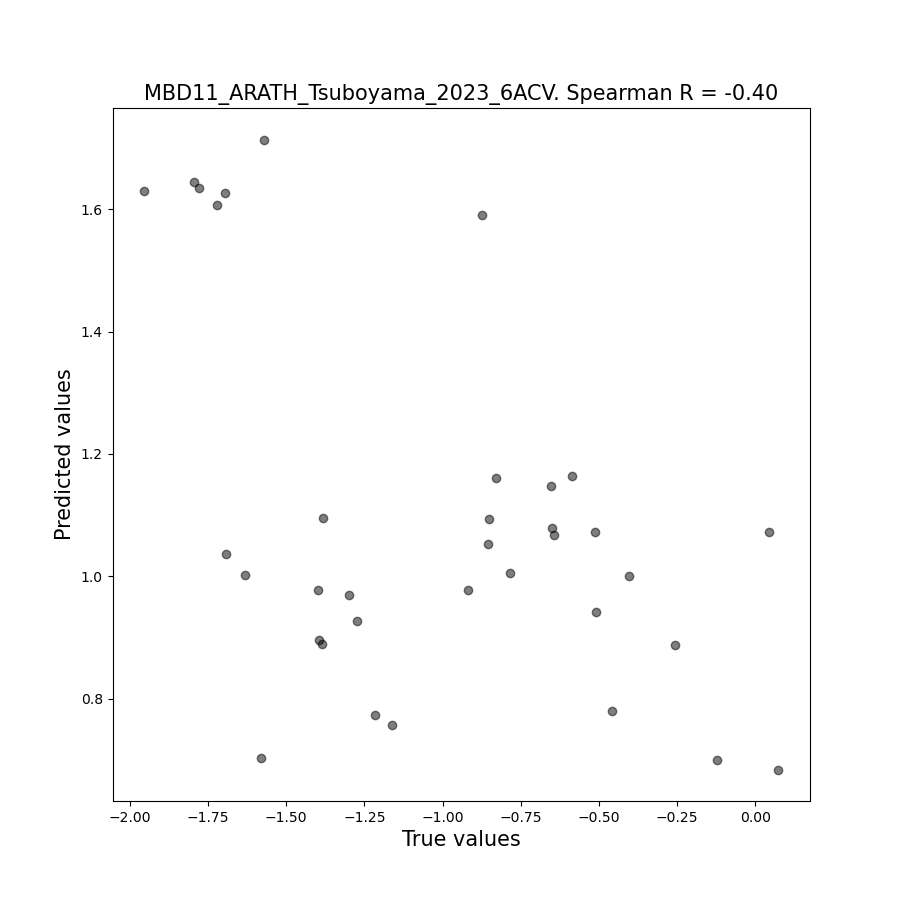 MBD11_ARATH_Tsuboyama_2023_6ACV. Spearman R = -0.40
Predicted values
1.6
1.4
1.2
1.0
0.8
−2.00 −1.75 −1.50 −1.25 −1.00 −0.75 −0.50 −0.25 0.00
True values